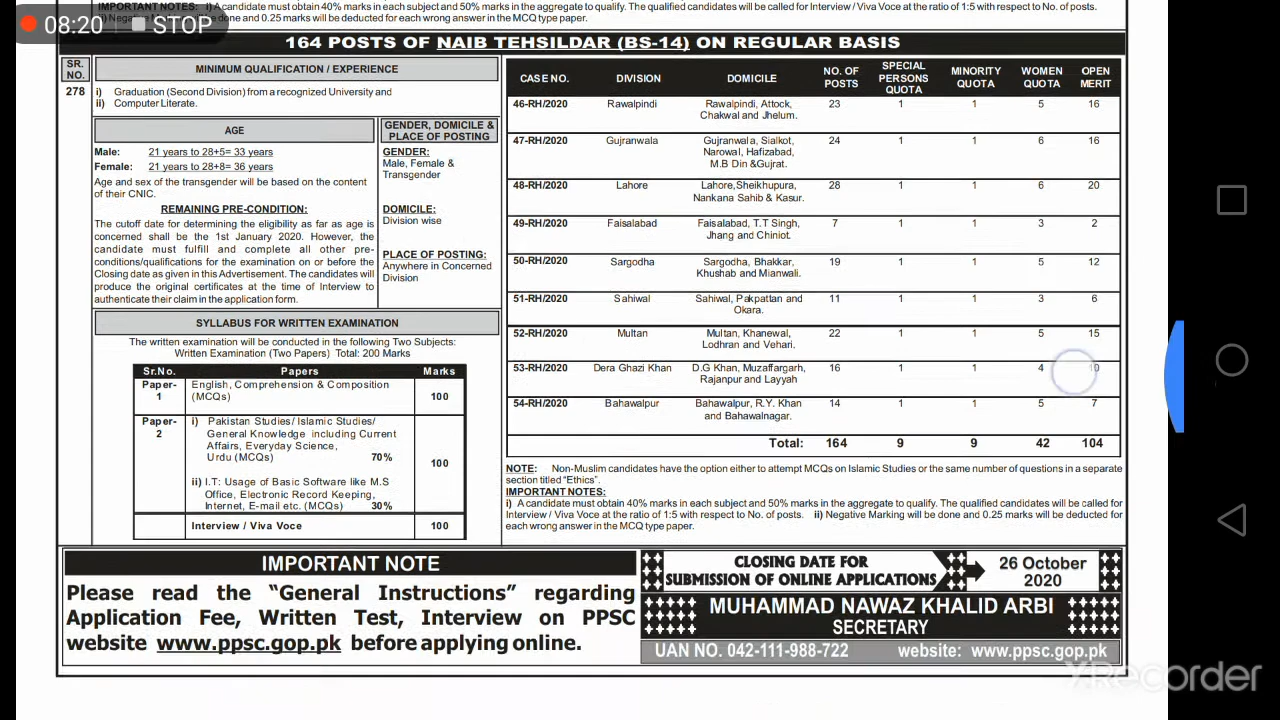 IMPORTANT NOTES: i) A candidate must obtain 40% marks in each subject and 50% marks in the aggregate to qualify. The qualified candidates will be called for Interview / Viva Voce at the ratio of 1:5 with respect to No. of posts.
done and 0.25 marks will be deducted for each wrong answer in the MCQ type paper.
08:20 STOP
164 POSTS OF NAIB TEHSILDAR (BS-14) ON REGULAR BASIS
SR. NO.
MINIMUM QUALIFICATION / EXPERIENCE
278 i) Graduation (Second Division) from a recognized University and
ii) Computer Literate.
AGE
Male: 21 years to 28+5= 33 years
Female: 21 years to 28+8= 36 years
Age and sex of the transgender will be based on the content
of their CNIC.
REMAINING PRE-CONDITION:
The cutoff date for determining the eligibility as far as age is
concerned shall be the 1st January 2020. However, the
candidate must fulfill and complete all other pre-
conditions/qualifications for the examination on or before the
Closing date as given in this Advertisement. The candidates will
produce the original certificates at the time of Interview to
authenticate their claim in the application form.
GENDER, DOMICILE &
PLACE OF POSTING
GENDER:
Male, Female &
Transgender
DOMICILE:
Division wise
PLACE OF POSTING:
Anywhere in Concerned
Division
SYLLABUS FOR WRITTEN EXAMINATION
The written examination will be conducted in the following Two Subjects:
Written Examination (Two Papers) Total: 200 Marks
Sr.No. Papers Marks
Paper-1 English, Comprehension & Composition (MCQs) 100
Paper-2 i) Pakistan Studies/ Islamic Studies/
General Knowledge including Current
Affairs, Everyday Science,
Urdu (MCQs) 70%
100
ii) I.T: Usage of Basic Software like M.S
Office, Electronic Record Keeping,
Internet, E-mail etc. (MCQs) 30%
Interview / Viva Voce 100
CASE NO. DIVISION DOMICILE NO. OF POSTS SPECIAL PERSONS QUOTA MINORITY QUOTA WOMEN QUOTA OPEN MERIT
46-RH/2020 Rawalpindi Rawalpindi, Attock, Chakwal and Jhelum. 23 1 1 5 16
47-RH/2020 Gujranwala Gujranwala, Sialkot, Narowal, Hafizabad, M.B Din &Gujrat. 24 1 1 6 16
48-RH/2020 Lahore Lahore,Sheikhupura, Nankana Sahib & Kasur. 28 1 1 6 20
49-RH/2020 Faisalabad Faisalabad, T.T Singh, Jhang and Chiniot. 7 1 1 3 2
50-RH/2020 Sargodha Sargodha, Bhakkar, Khushab and Mianwali. 19 1 1 5 12
51-RH/2020 Sahiwal Sahiwal, Pakpattan and Okara. 11 1 1 3 6
52-RH/2020 Multan Multan, Khanewal, Lodhran and Vehari. 22 1 1 5 15
53-RH/2020 Dera Ghazi Khan D.G Khan, Muzaffargarh, Rajanpur and Layyah 16 1 1 4 10
54-RH/2020 Bahawalpur Bahawalpur, R.Y. Khan and Bahawalnagar. 14 1 1 5 7
Total: 164 9 9 42 104
NOTE: Non-Muslim candidates have the option either to attempt MCQs on Islamic Studies or the same number of questions in a separate
section titled "Ethics".
IMPORTANT NOTES:
i) A candidate must obtain 40% marks in each subject and 50% marks in the aggregate to qualify. The qualified candidates will be called for
Interview / Viva Voce at the ratio of 1:5 with respect to No. of posts. ii) Negative Marking will be done and 0.25 marks will be deducted for
each wrong answer in the MCQ type paper.
IMPORTANT NOTE
Please read the “General Instructions” regarding
Application Fee, Written Test, Interview on PPSC
website www.ppsc.gop.pk before applying online.
CLOSING DATE FOR
SUBMISSION OF ONLINE APPLICATIONS
26 October
2020
MUHAMMAD NAWAZ KHALID ARBI
SECRETARY
UAN NO. 042-111-988-722 website: www.ppsc.gop.pk
XRecorder